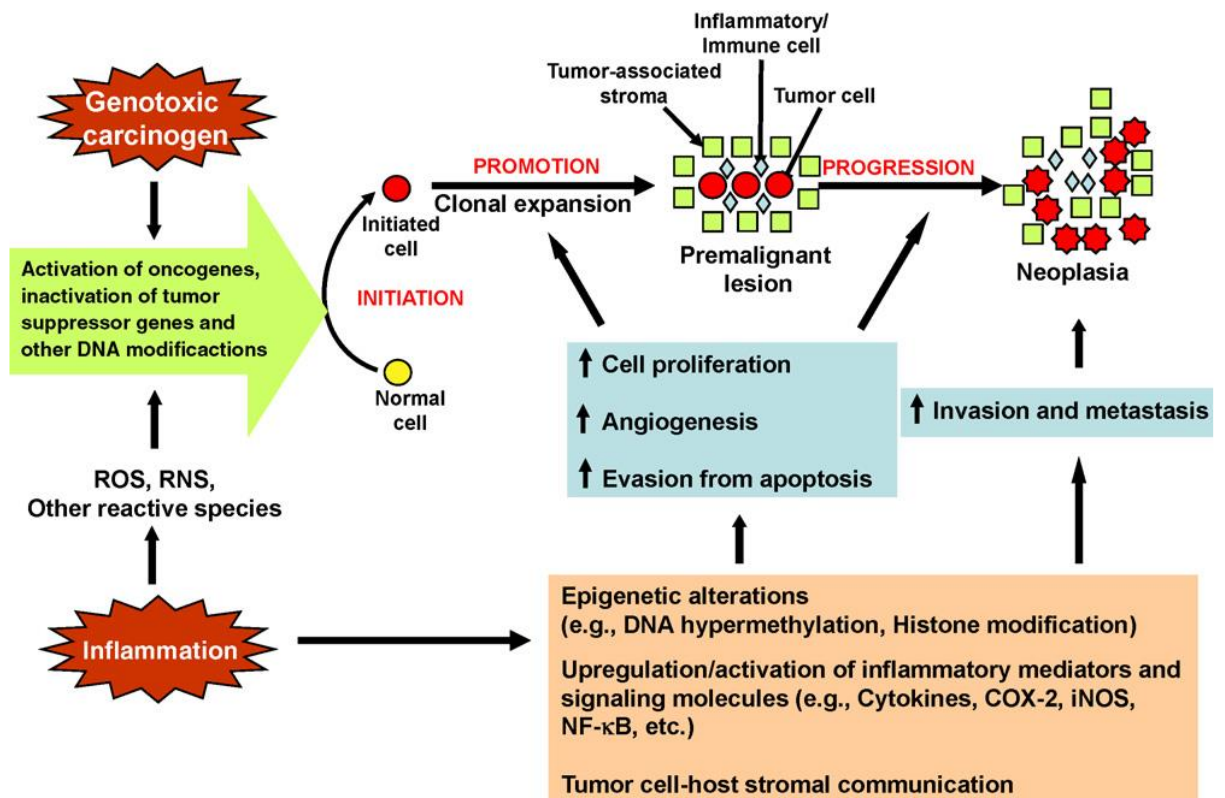 Genotoxic
carcinogen
Activation of oncogenes,
inactivation of tumor
suppressor genes and
other DNA modificactions
ROS, RNS,
Other reactive species
Inflammation
Initiated
cell
INITIATION
Normal
cell
PROMOTION
Clonal expansion
Tumor-associated
stroma
Inflammatory/
Immune cell
Tumor cell
Premalignant
lesion
PROGRESSION
Neoplasia
Cell proliferation
Angiogenesis
Evasion from apoptosis
Invasion and metastasis
Epigenetic alterations
(e.g., DNA hypermethylation, Histone modification)
Upregulation/activation of inflammatory mediators and
signaling molecules (e.g., Cytokines, COX-2, iNOS,
NF-κB, etc.)
Tumor cell-host stromal communication